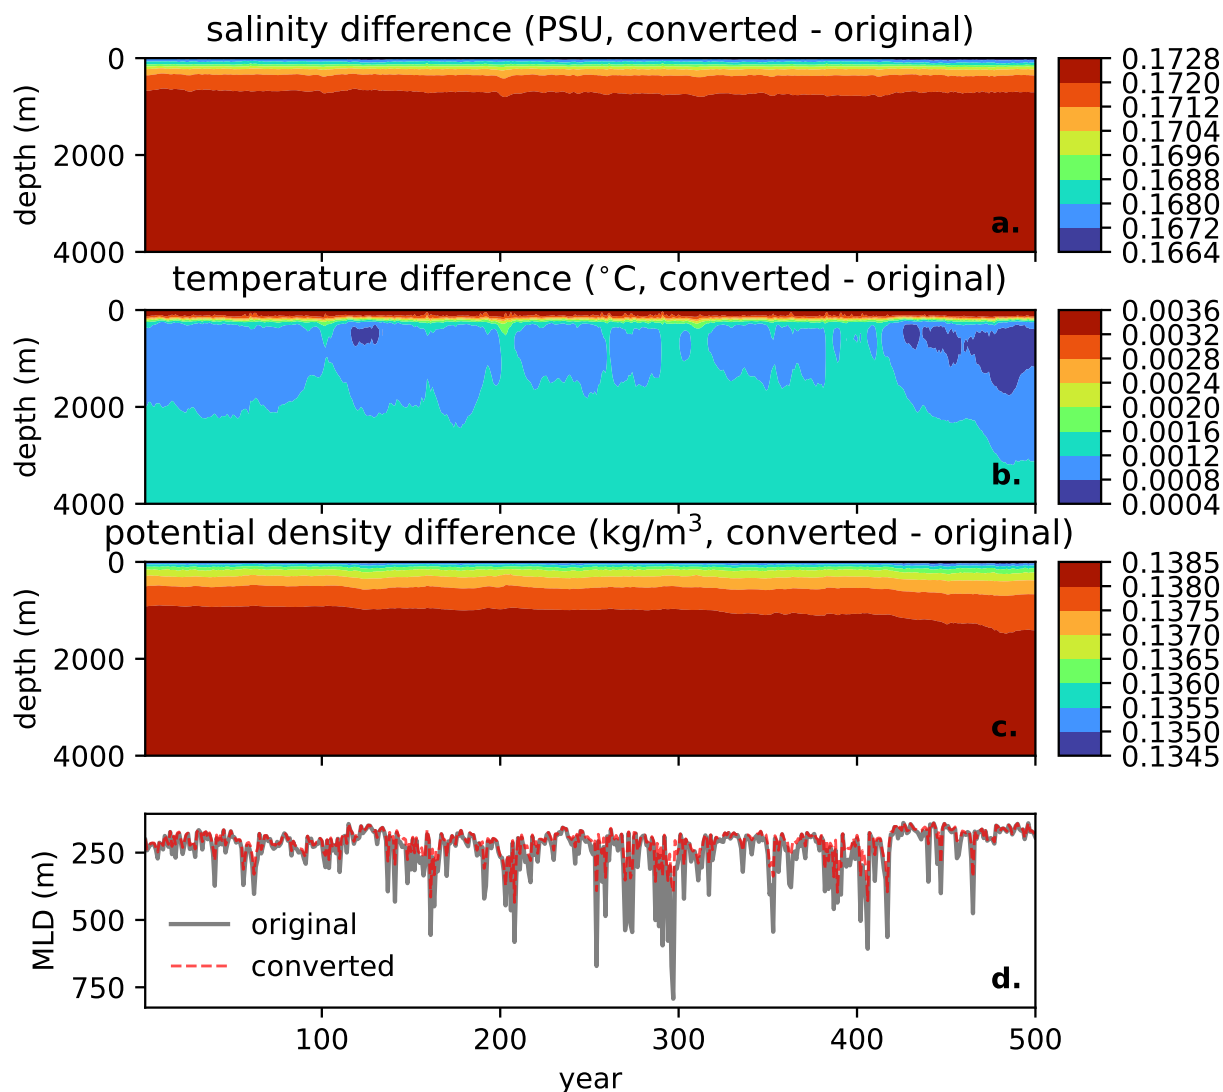 salinity difference (PSU, converted - original)
0
2000
4000
depth (m)
a.
0.1728
0.1720
0.1712
0.1704
0.1696
0.1688
0.1680
0.1672
0.1664
temperature difference (°C, converted - original)
0
2000
4000
depth (m)
b.
0.0036
0.0036
0.0032
0.0028
0.0024
0.0020
0.0016
0.0012
0.0008
0.0004
potential density difference (kg/m³, converted - original)
0
2000
4000
depth (m)
c.
0.1385
0.1380
0.1375
0.1370
0.1365
0.1360
0.1355
0.1350
0.1345
250
500
750
MLD (m)
original
converted
d.
100 200 300 400 500
year